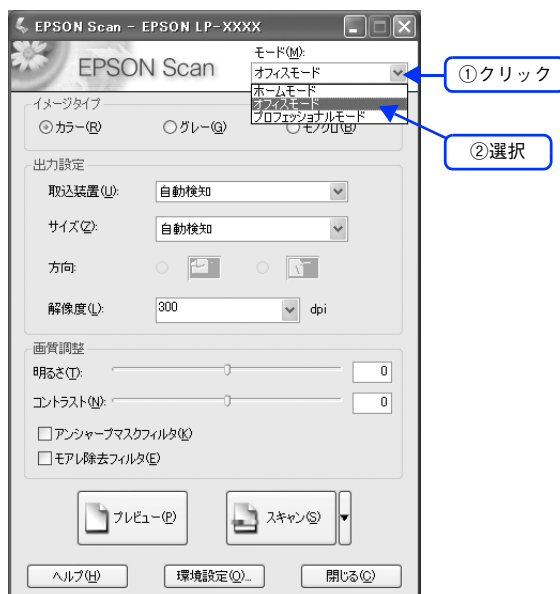 EPSON Scan - EPSON LP-XXXX
EPSON Scan
モード(M):
オフィスモード
①クリック
ホームモード
オフィスモード
プロフェッショナルモード
②選択
イメージタイプ
カラー(R)
グレー(G)
モノクロ(B)
出力設定
取込装置(U):
自動検知
サイズ(Z):
自動検知
方向:
解像度(L):
300
dpi
画質調整
明るさ(T):
0
コントラスト(N):
0
アンシャープマスクフィルタ(K)
モアレ除去フィルタ(E)
プレビュー(P)
スキャン(S)
ヘルプ(H)
環境設定(O)...
閉じる(C)